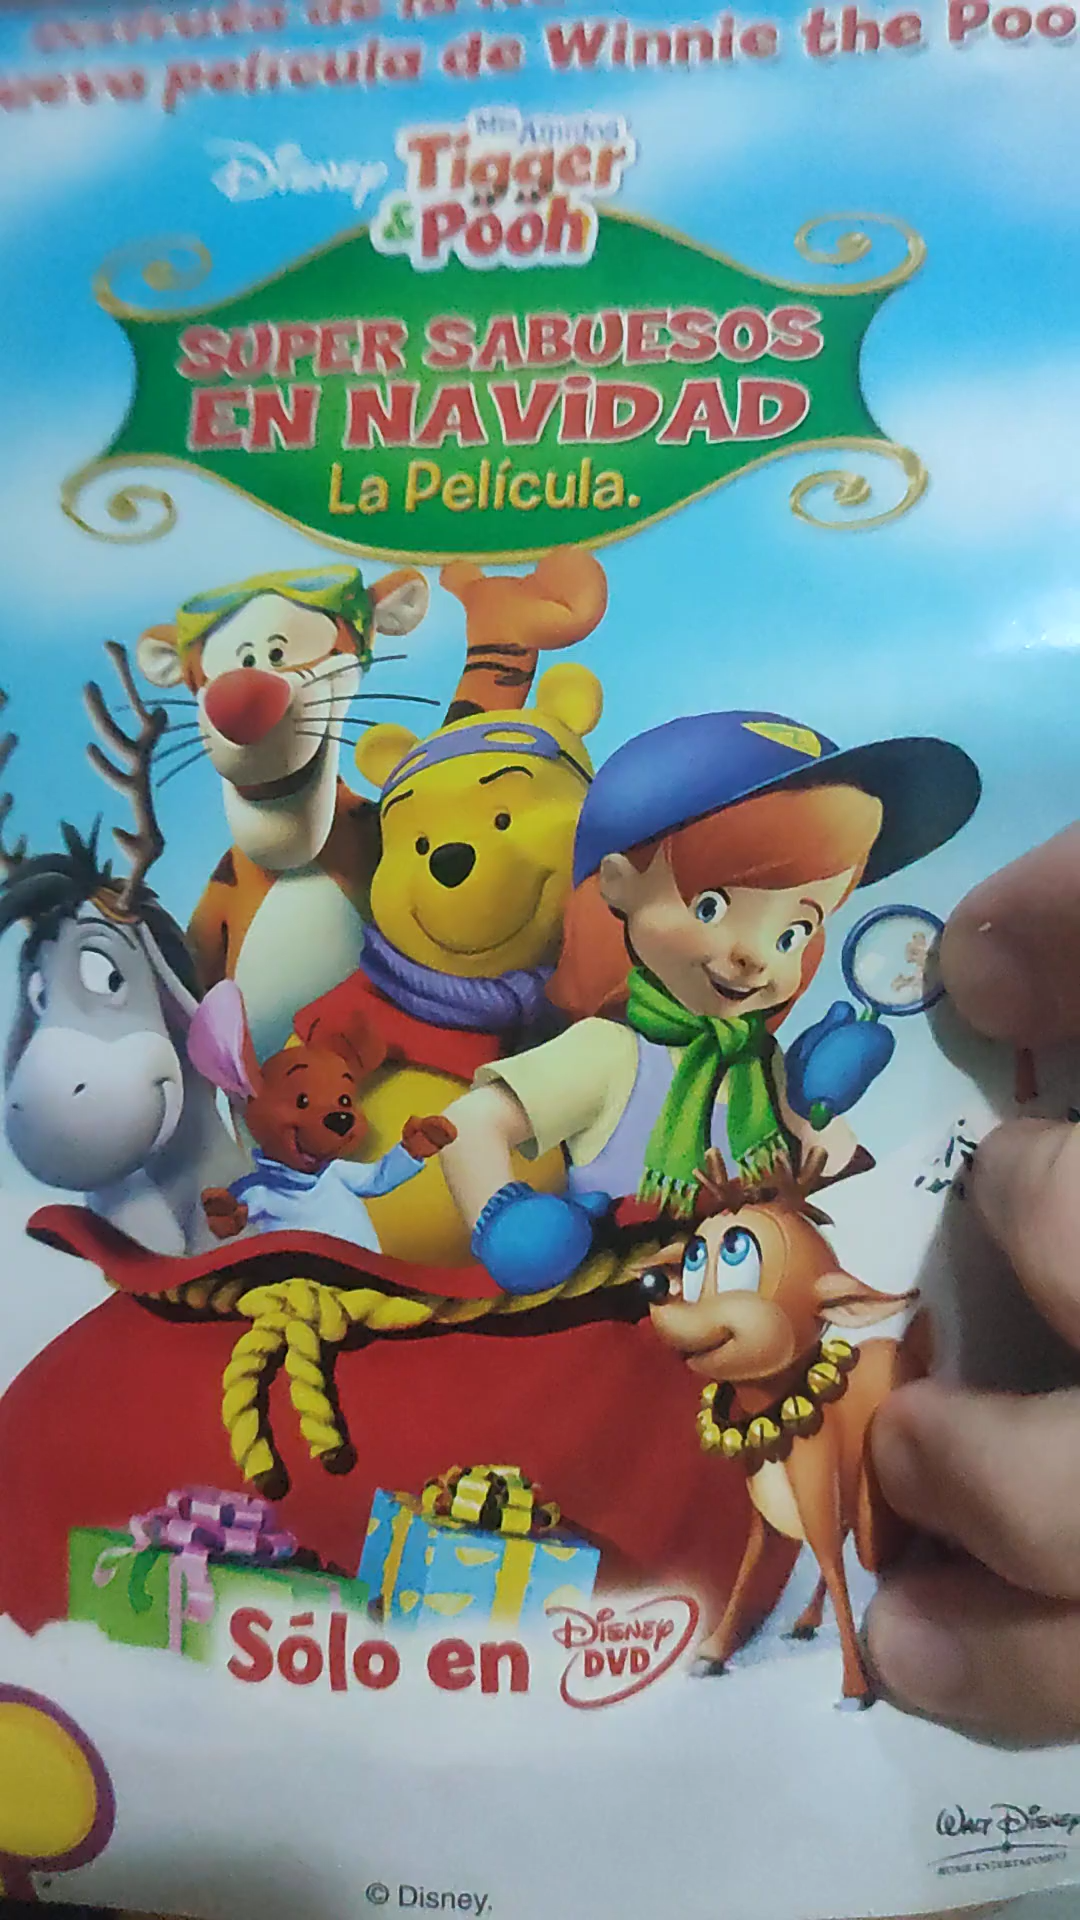 película de Winnie the Poo
Disney
Mis Amigos
Tigger
& Pooh
SUPER SABUESOS
EN NAVIDAD
La Película.
Sólo en DISNEY
DVD
WALT DISNEY
HOME ENTERTAINMENT
© Disney.